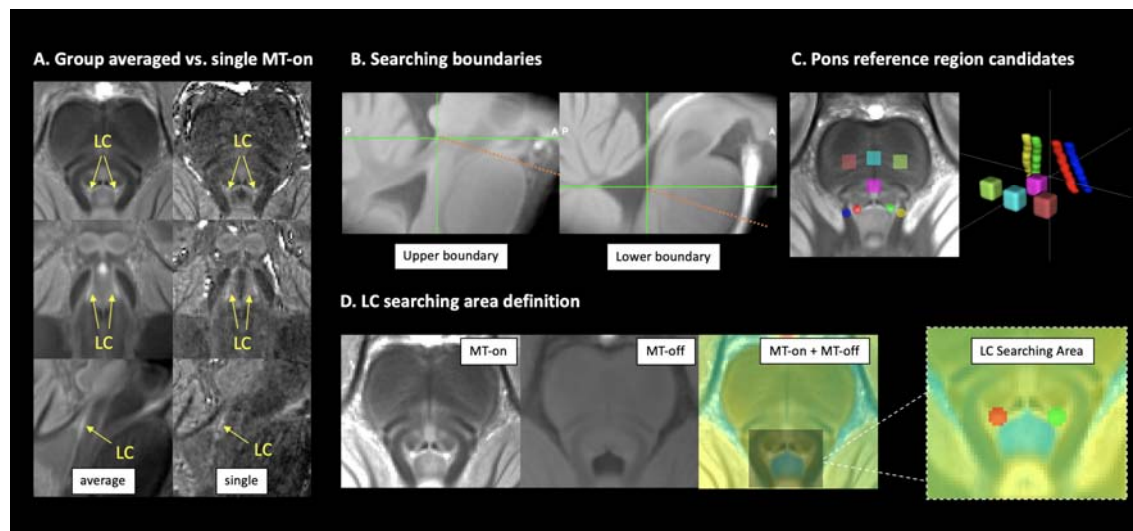 A. Group averaged vs. single MT-on
LC
LC
LC
LC
LC
LC
average
single
B. Searching boundaries
P
A
P
A
Upper boundary
Lower boundary
C. Pons reference region candidates
D. LC searching area definition
MT-on
MT-off
MT-on + MT-off
LC Searching Area